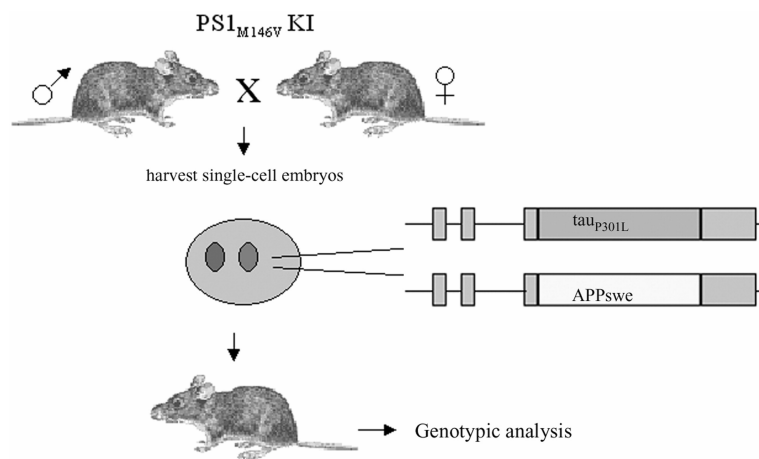 PS1M146V KI
X
harvest single-cell embryos
tauP301L
APPswe
Genotypic analysis